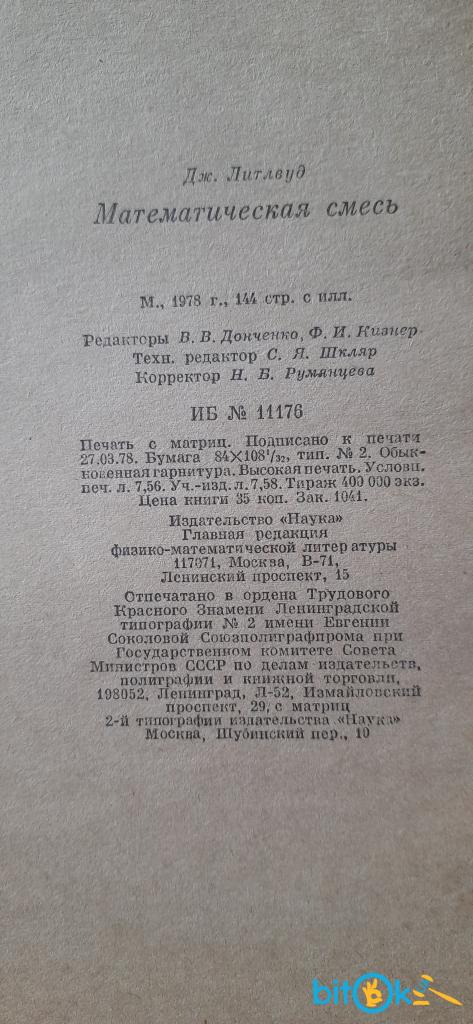 Дж. Литлвуд
Математическая смесь
М., 1978 г., 144 стр. с илл.
Редакторы В. В. Донченко, Ф. И. Кизнер
Техн. редактор С. Я. Шкляр
Корректор Н. Б. Румянцева
ИБ № 11176
Печать с матриц. Подписано к печати
27.03.78. Бумага 84×108¹/₃₂, тип. № 2. Обык-
новенная гарнитура. Высокая печать. Условн.
печ. л. 7,56. Уч.-изд. л. 7,58. Тираж 400 000 экз.
Цена книги 35 коп. Зак. 1041.
Издательство «Наука»
Главная редакция
физико-математической литературы
117071, Москва, В-71,
Ленинский проспект, 15
Отпечатано в ордена Трудового
Красного Знамени Ленинградской
типографии № 2 имени Евгении
Соколовой Союзполиграфпрома при
Государственном комитете Совета
Министров СССР по делам издательств,
полиграфии и книжной торговли,
198052, Ленинград, Л-52, Измайловский
проспект, 29, с матриц
2-й типографии издательства «Наука»
Москва, Шубинский пер., 10
bitok